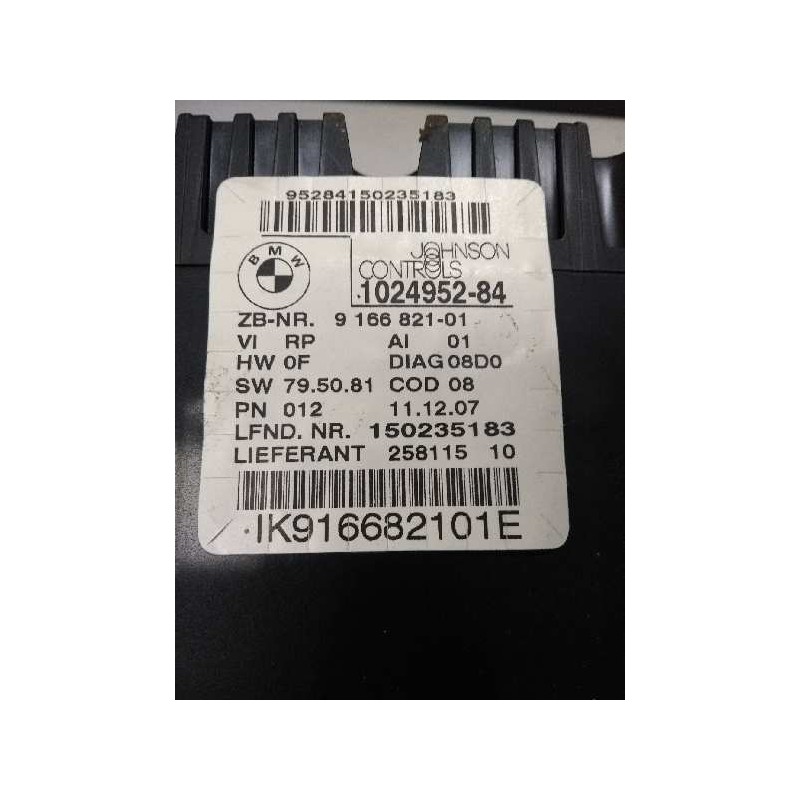 95284150235183
BMW
JOHNSON
CONTROLS
1024952-84
ZB-NR. 9 166 821-01
VI RP AI 01
HW 0F DIAG 08D0
SW 79.50.81 COD 08
PN 012 11.12.07
LFND. NR. 150235183
LIEFERANT 258115 10
IK916682101E